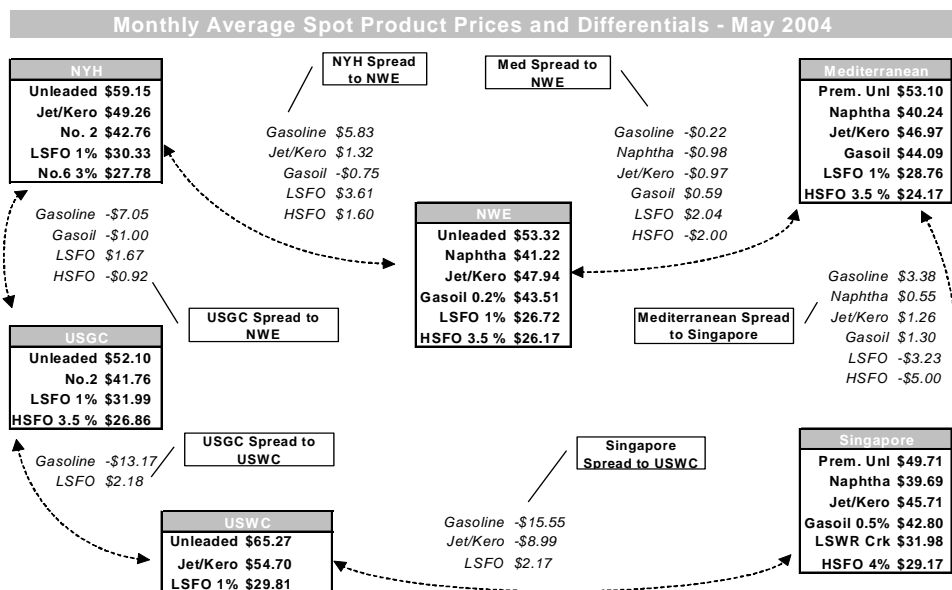 Monthly Average Spot Product Prices and Differentials - May 2004
NYH
Unleaded $59.15
Jet/Kero $49.26
No. 2 $42.76
LSFO 1% $30.33
No.6 3% $27.78
NYH Spread
to NWE
Gasoline $5.83
Jet/Kero $1.32
Gasoil -$0.75
LSFO $3.61
HSFO $1.60
Med Spread to
NWE
Gasoline -$0.22
Naphtha -$0.98
Jet/Kero -$0.97
Gasoil $0.59
LSFO $2.04
HSFO -$2.00
Mediterranean
Prem. Unl $53.10
Naphtha $40.24
Jet/Kero $46.97
Gasoil $44.09
LSFO 1% $28.76
HSFO 3.5 % $24.17
Gasoline -$7.05
Gasoil -$1.00
LSFO $1.67
HSFO -$0.92
USGC Spread to
NWE
NWE
Unleaded $53.32
Naphtha $41.22
Jet/Kero $47.94
Gasoil 0.2% $43.51
LSFO 1% $26.72
HSFO 3.5 % $26.17
Mediterranean Spread
to Singapore
Gasoline $3.38
Naphtha $0.55
Jet/Kero $1.26
Gasoil $1.30
LSFO -$3.23
HSFO -$5.00
USGC
Unleaded $52.10
No.2 $41.76
LSFO 1% $31.99
HSFO 3.5 % $26.86
USGC Spread to
USWC
Gasoline -$13.17
LSFO $2.18
Singapore
Spread to USWC
Gasoline -$15.55
Jet/Kero -$8.99
LSFO $2.17
Singapore
Prem. Unl $49.71
Naphtha $39.69
Jet/Kero $45.71
Gasoil 0.5% $42.80
LSWR Crk $31.98
HSFO 4% $29.17
USWC
Unleaded $65.27
Jet/Kero $54.70
LSFO 1% $29.81